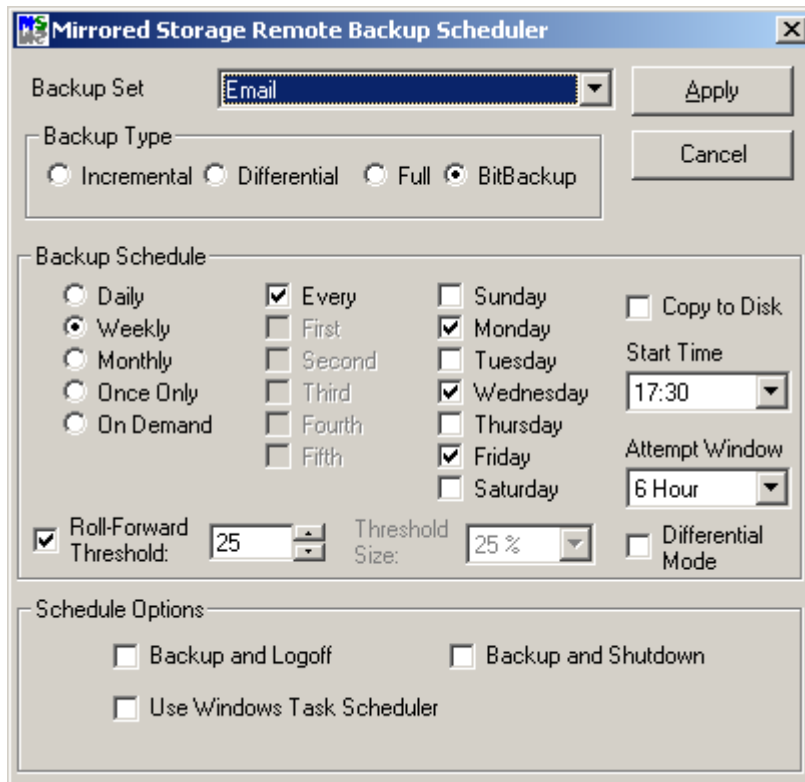 Mirrored Storage Remote Backup Scheduler
Backup Set
Email
Apply
Cancel
Backup Type
Incremental
Differential
Full
BitBackup
Backup Schedule
Daily
Weekly
Monthly
Once Only
On Demand
Every
First
Second
Third
Fourth
Fifth
Sunday
Monday
Tuesday
Wednesday
Thursday
Friday
Saturday
Copy to Disk
Start Time
17:30
Attempt Window
6 Hour
Roll-Forward
Threshold:
25
Threshold
Size:
25 %
Differential
Mode
Schedule Options
Backup and Logoff
Backup and Shutdown
Use Windows Task Scheduler